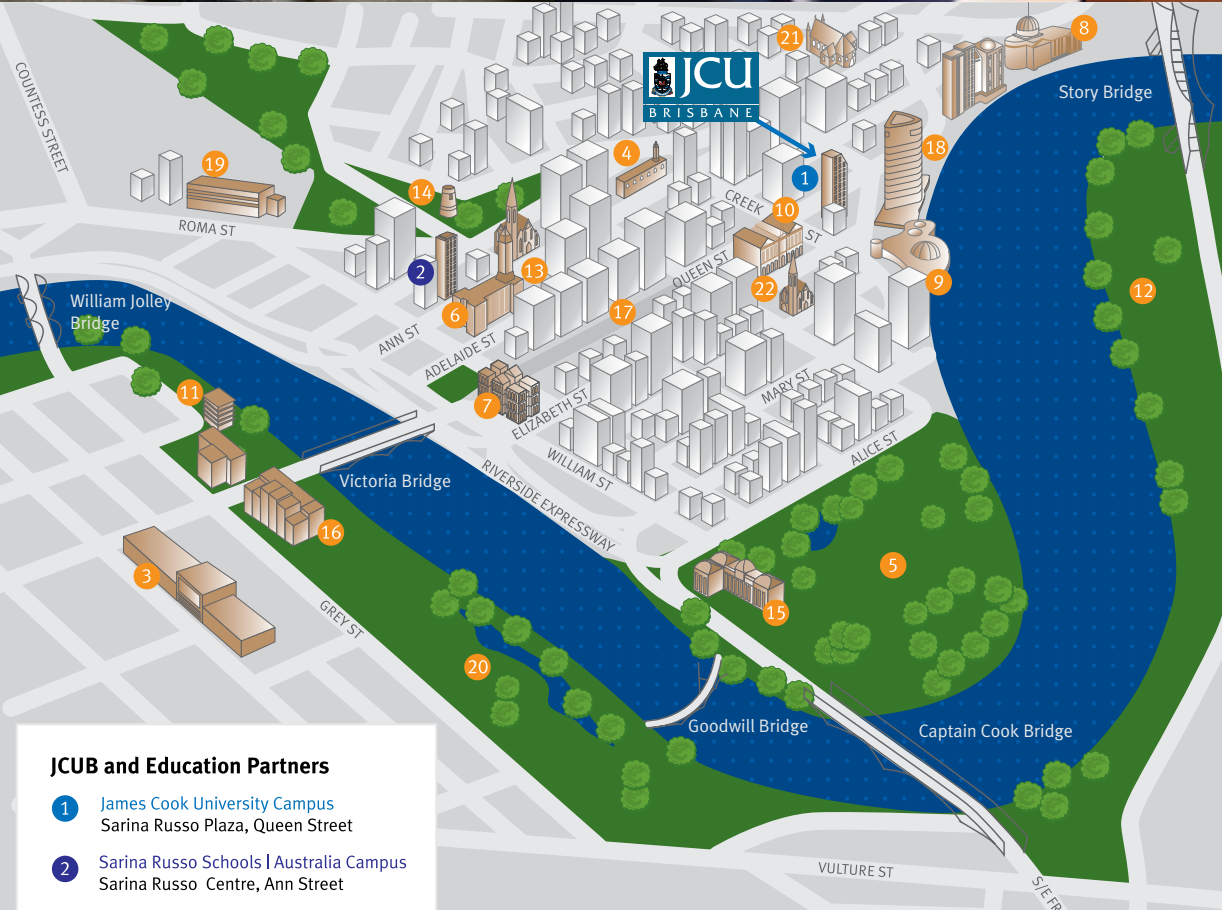 21
8
JCU
BRISBANE
Story Bridge
COUNTESS STREET
18
4
19
1
14
CREEK ST
10
ROMA ST
13
2
QUEEN ST
9
22
12
William Jolley
Bridge
17
6
ANN ST
ADELAIDE ST
11
7
ELIZABETH ST
MARY ST
ALICE ST
WILLIAM ST
Victoria Bridge
RIVERSIDE EXPRESSWAY
16
5
3
15
GREY ST
20
Goodwill Bridge
Captain Cook Bridge
JCUB and Education Partners
1
James Cook University Campus
Sarina Russo Plaza, Queen Street
2
Sarina Russo Schools | Australia Campus
Sarina Russo Centre, Ann Street
VULTURE ST
S/E FR